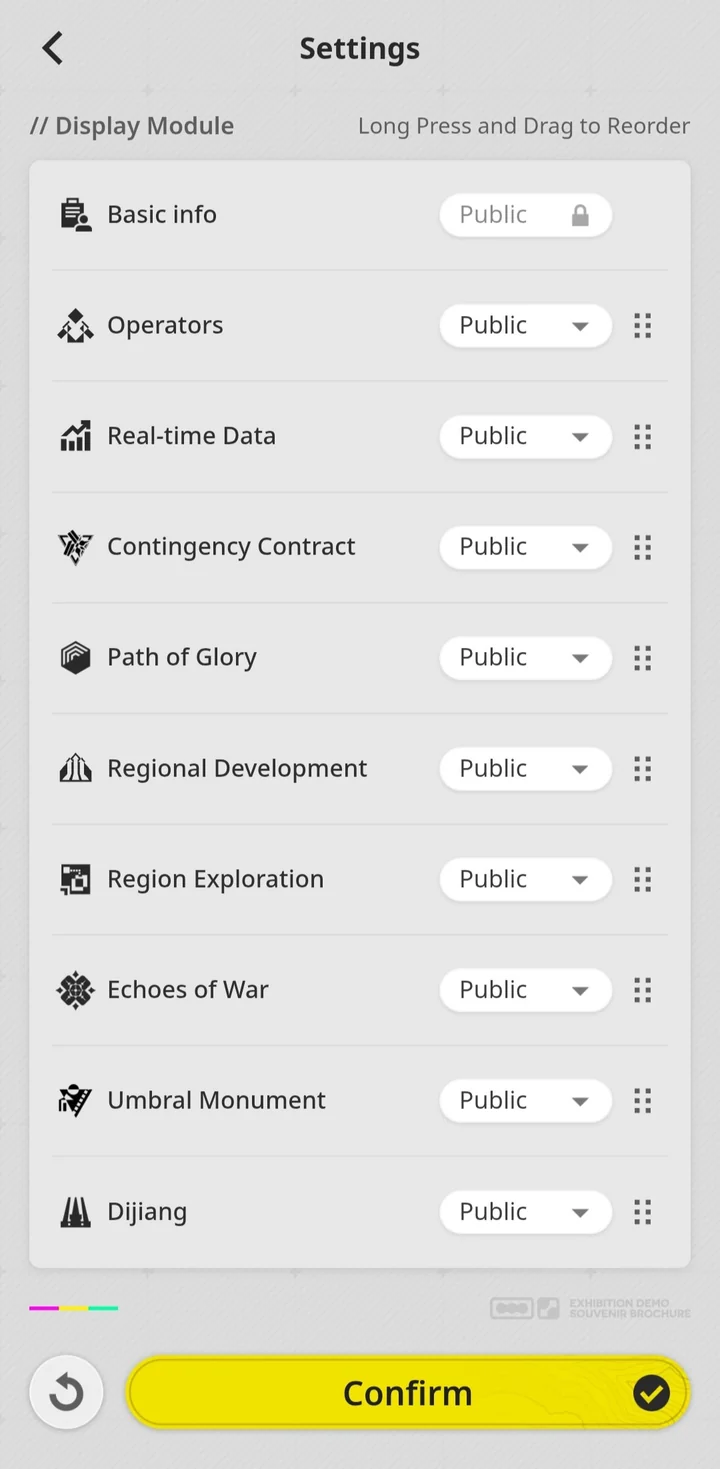 Settings
// Display Module
Long Press and Drag to Reorder
Basic info
Public
Operators
Public
Real-time Data
Public
Contingency Contract
Public
Path of Glory
Public
Regional Development
Public
Region Exploration
Public
Echoes of War
Public
Umbral Monument
Public
Dijiang
Public
EXHIBITION DEMO
SOUVENIR BROCHURE
Confirm